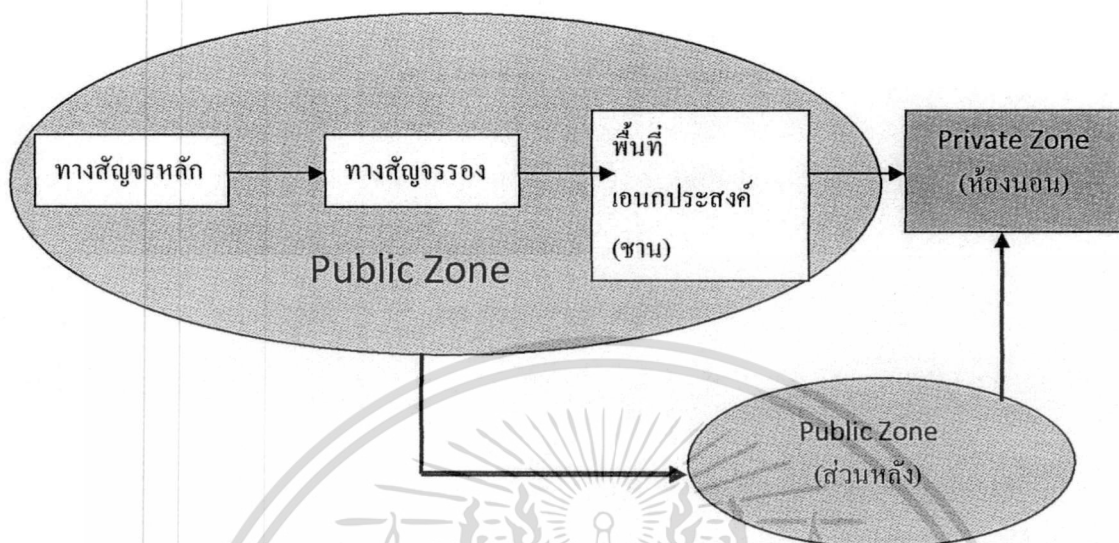 ทางสัญจรหลัก
ทางสัญจรรอง
พื้นที่
เอนกประสงค์
(ชาน)
Private Zone
(ห้องนอน)
Public Zone
Public Zone
(ส่วนหลัง)